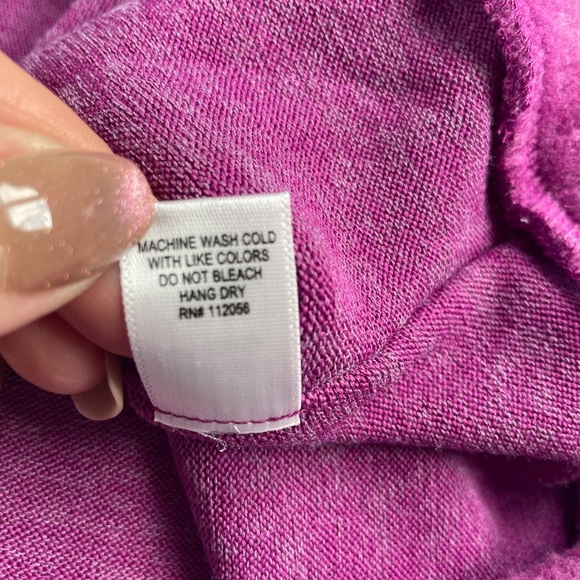 MACHINE WASH COLD
WITH LIKE COLORS
DO NOT BLEACH
HANG DRY
RN# 112056